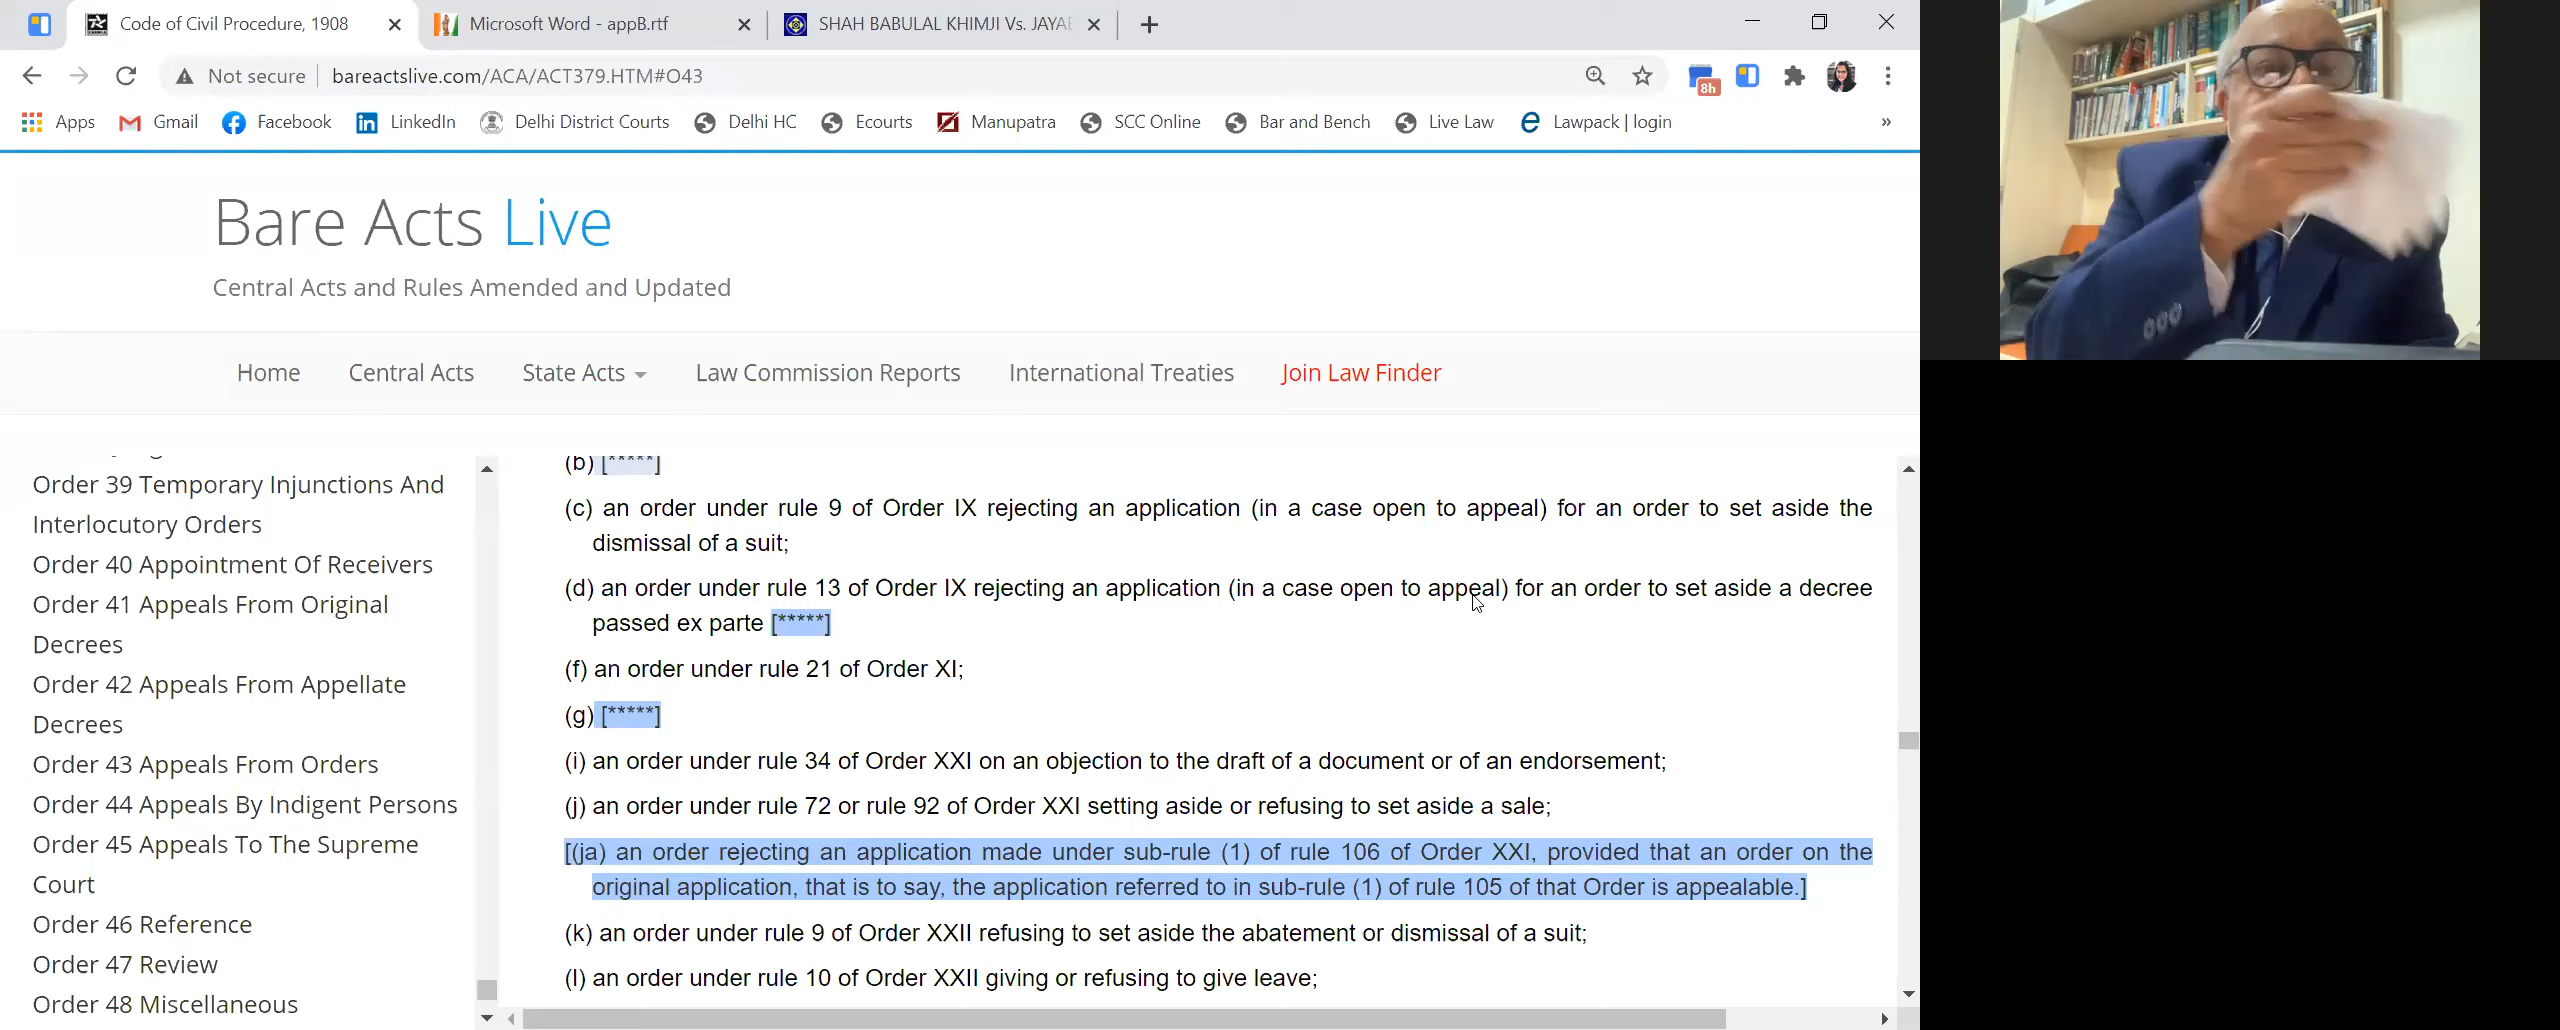 Code of Civil Procedure, 1908
Microsoft Word - appB.rtf
SHAH BABULAL KHIMJI Vs. JAYAB
Not secure
bareactslive.com/ACA/ACT379.HTM#O43
8h
Apps
Gmail
Facebook
LinkedIn
Delhi District Courts
Delhi HC
Ecourts
Manupatra
SCC Online
Bar and Bench
Live Law
Lawpack | login
»
Bare Acts Live
Central Acts and Rules Amended and Updated
Home
Central Acts
State Acts
Law Commission Reports
International Treaties
Join Law Finder
Order 39 Temporary Injunctions And
Interlocutory Orders
Order 40 Appointment Of Receivers
Order 41 Appeals From Original
Decrees
Order 42 Appeals From Appellate
Decrees
Order 43 Appeals From Orders
Order 44 Appeals By Indigent Persons
Order 45 Appeals To The Supreme
Court
Order 46 Reference
Order 47 Review
Order 48 Miscellaneous
(b) [*****]
(c) an order under rule 9 of Order IX rejecting an application (in a case open to appeal) for an order to set aside the
dismissal of a suit;
(d) an order under rule 13 of Order IX rejecting an application (in a case open to appeal) for an order to set aside a decree
passed ex parte [*****]
(f) an order under rule 21 of Order XI;
(g) [*****]
(i) an order under rule 34 of Order XXI on an objection to the draft of a document or of an endorsement;
(j) an order under rule 72 or rule 92 of Order XXI setting aside or refusing to set aside a sale;
[(ja) an order rejecting an application made under sub-rule (1) of rule 106 of Order XXI, provided that an order on the
original application, that is to say, the application referred to in sub-rule (1) of rule 105 of that Order is appealable.]
(k) an order under rule 9 of Order XXII refusing to set aside the abatement or dismissal of a suit;
(l) an order under rule 10 of Order XXII giving or refusing to give leave;